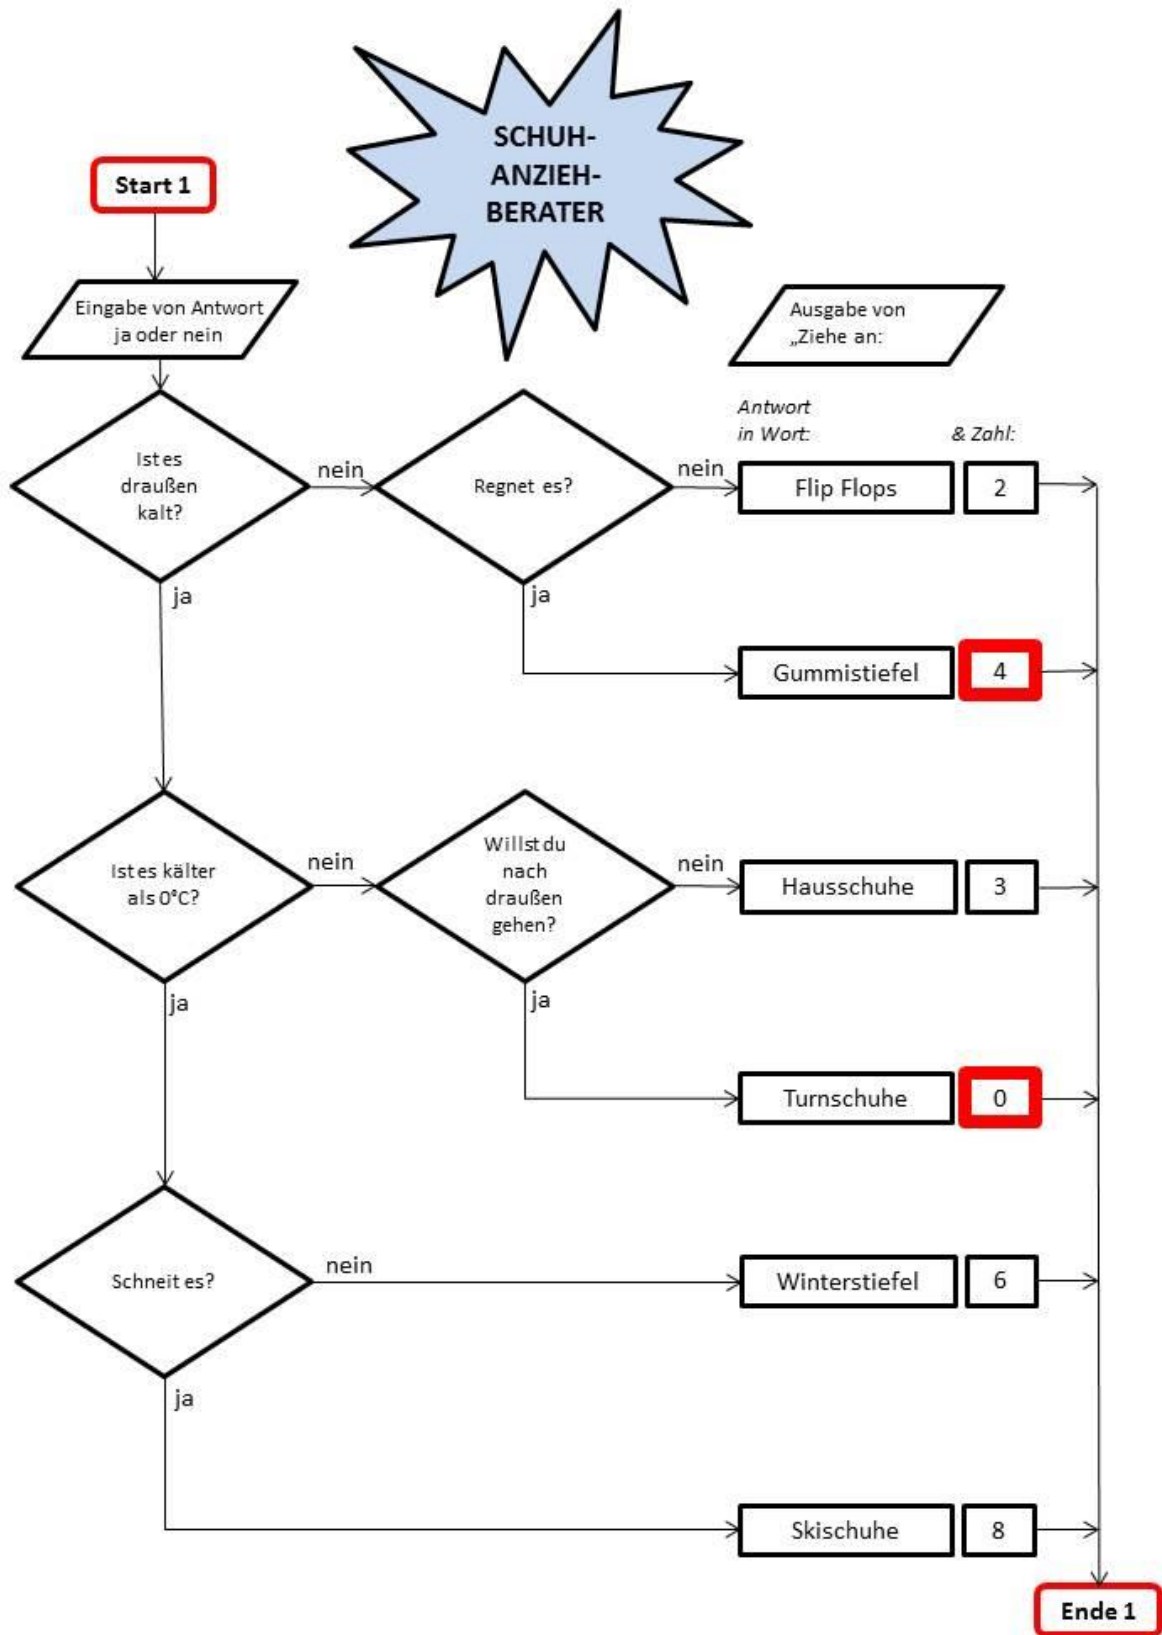 SCHUH-
ANZIEH-
BERATER
Start 1
Eingabe von Antwort
ja oder nein
Ausgabe von
„Ziehe an:
Antwort
in Wort:
& Zahl:
Ist es
draußen
kalt?
nein
Regnet es?
nein
Flip Flops
2
ja
ja
Gummistiefel
4
Ist es kälter
als 0°C?
nein
Willst du
nach
draußen
gehen?
nein
Hausschuhe
3
ja
ja
Turnschuhe
0
Schneit es?
nein
Winterstiefel
6
ja
Skischuhe
8
Ende 1